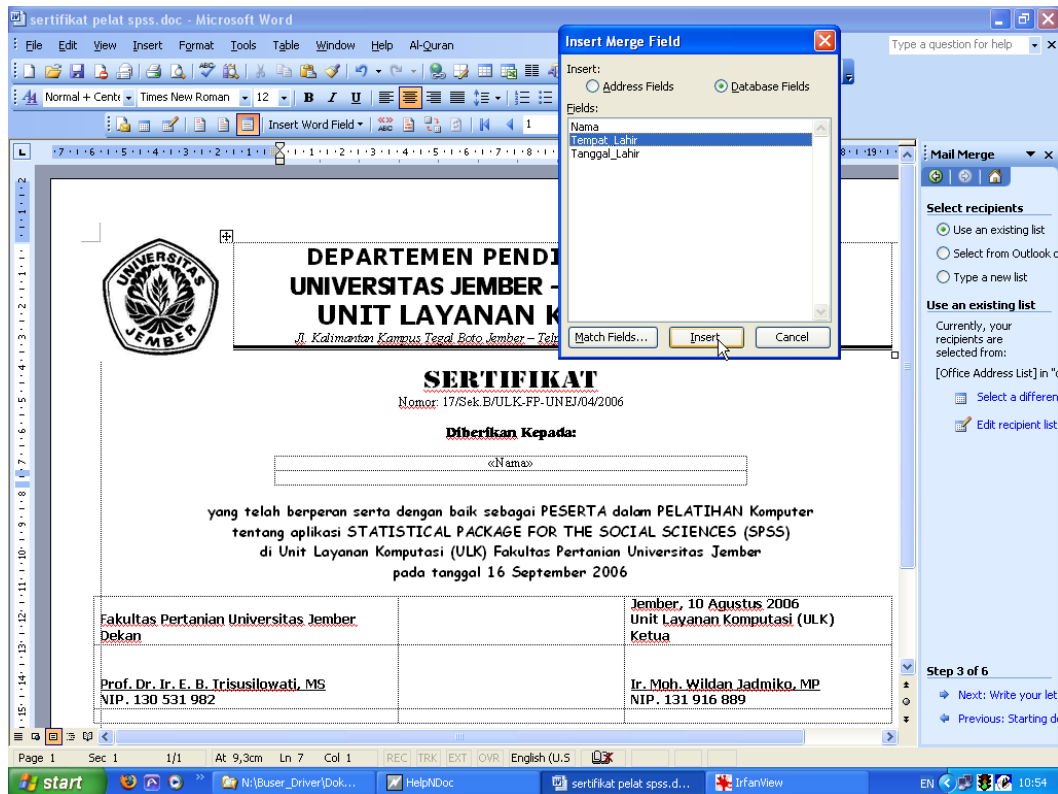 sertifikat pelat spss.doc - Microsoft Word
File Edit View Insert Format Tools Table Window Help Al-Quran
Type a question for help
Normal + Cente Times New Roman 12 B I U
Insert Word Field 1
Insert Merge Field
Insert:
Address Fields Database Fields
Fields:
Nama
Tempat_Lahir
Tanggal_Lahir
Match Fields... Insert Cancel
UNIVERSITAS
JEMBER
DEPARTEMEN PENDI
UNIVERSITAS JEMBER -
UNIT LAYANAN K
Jl. Kalimantan Kampus Tegal Boto Jember – Telp
SERTIFIKAT
Nomor: 17/Sek.B/ULK-FP-UNEJ/04/2006
Diberikan Kepada:
«Nama»
yang telah berperan serta dengan baik sebagai PESERTA dalam PELATIHAN Komputer
tentang aplikasi STATISTICAL PACKAGE FOR THE SOCIAL SCIENCES (SPSS)
di Unit Layanan Komputasi (ULK) Fakultas Pertanian Universitas Jember
pada tanggal 16 September 2006
Fakultas Pertanian Universitas Jember
Dekan
Prof. Dr. Ir. E. B. Trisusilowati, MS
NIP. 130 531 982
Jember, 10 Agustus 2006
Unit Layanan Komputasi (ULK)
Ketua
Ir. Moh. Wildan Jadmiko, MP
NIP. 131 916 889
Mail Merge
Select recipients
Use an existing list
Select from Outlook c
Type a new list
Use an existing list
Currently, your
recipients are
selected from:
[Office Address List] in "
Select a differen
Edit recipient list
Step 3 of 6
Next: Write your let
Previous: Starting d
Page 1 Sec 1 1/1 At 9,3cm Ln 7 Col 1 REC TRK EXT OVR English (U.S
start N:\Buser_Driver\Dok... HelpNDoc sertifikat pelat spss.d... IrfanView EN 10:54